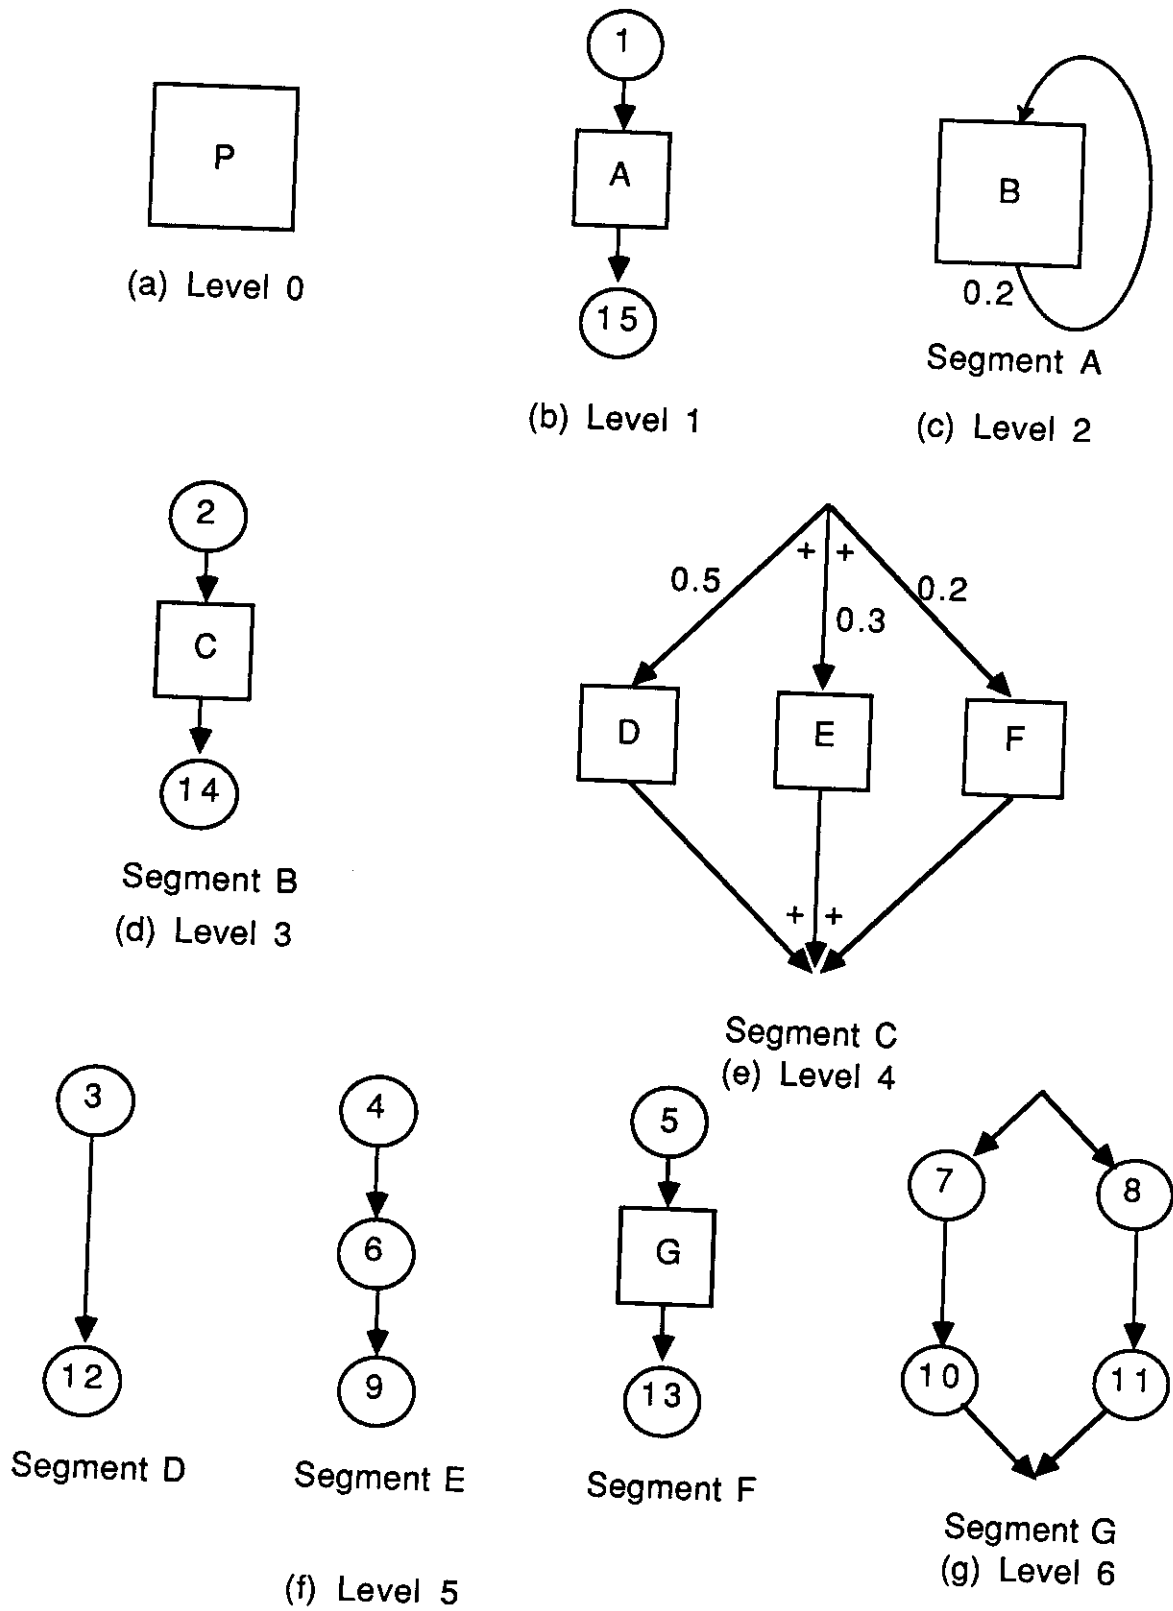 P
(a) Level 0
1
A
15
(b) Level 1
B
0.2
Segment A
(c) Level 2
2
C
14
Segment B
(d) Level 3
+ +
0.5
0.2
0.3
D
E
F
+ +
Segment C
(e) Level 4
3
12
Segment D
4
6
9
Segment E
5
G
13
Segment F
(f) Level 5
7
8
10
11
Segment G
(g) Level 6